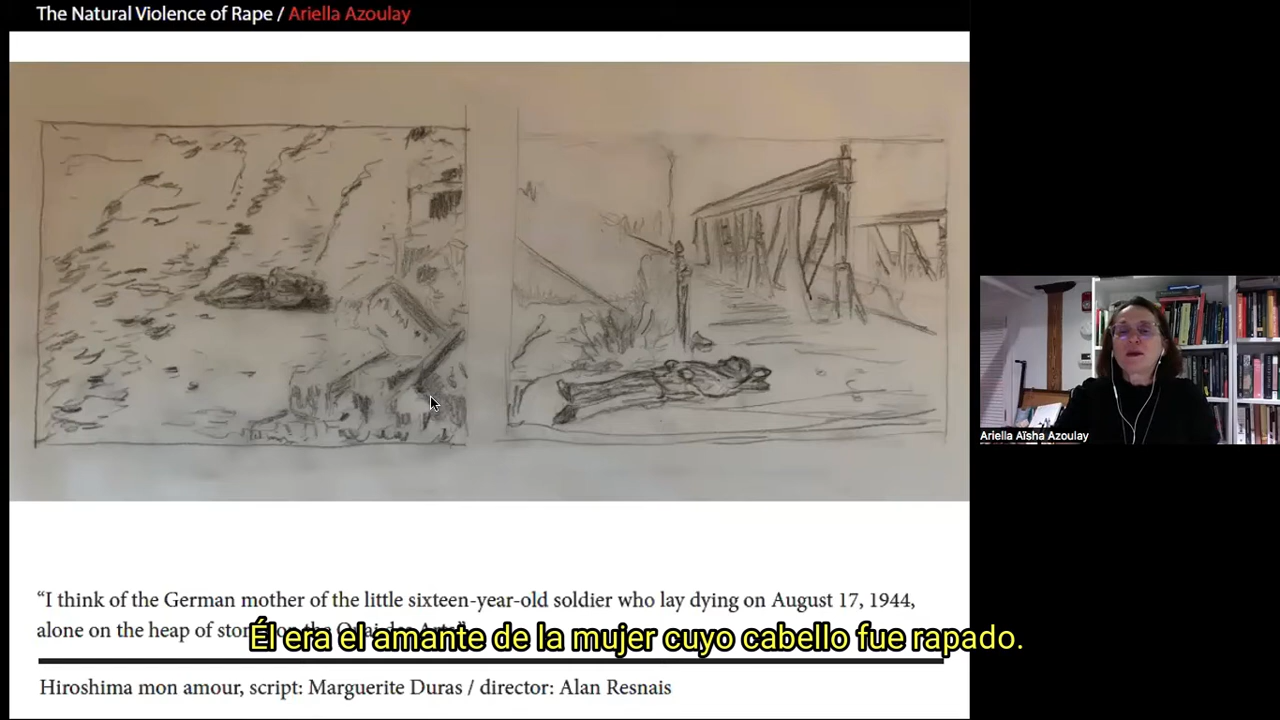 The Natural Violence of Rape / Ariella Azoulay
Ariella Aïsha Azoulay
“I think of the German mother of the little sixteen-year-old soldier who lay dying on August 17, 1944,
alone on the heap of
Él era el amante de la mujer cuyo cabello fue rapado.
Hiroshima mon amour, script: Marguerite Duras / director: Alan Resnais